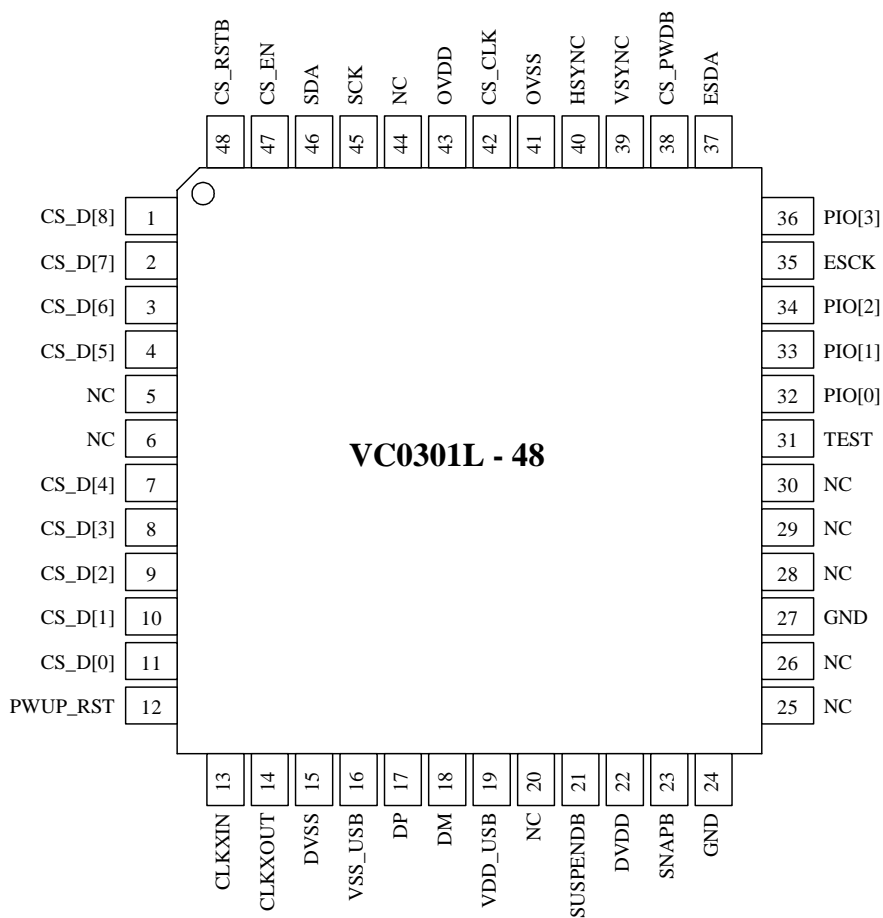 CS_RSTB CS_EN SDA SCK NC OVDD CS_CLK OVSS HSYNC VSYNC CS_PWDB ESDA
48 47 46 45 44 43 42 41 40 39 38 37
CS_D[8] 1 36 PIO[3]
CS_D[7] 2 35 ESCK
CS_D[6] 3 34 PIO[2]
CS_D[5] 4 33 PIO[1]
NC 5 32 PIO[0]
NC 6 31 TEST
VC0301L - 48
CS_D[4] 7 30 NC
CS_D[3] 8 29 NC
CS_D[2] 9 28 NC
CS_D[1] 10 27 GND
CS_D[0] 11 26 NC
PWUP_RST 12 25 NC
13 14 15 16 17 18 19 20 21 22 23 24
CLKXIN CLKXOUT DVSS VSS_USB DP DM VDD_USB NC SUSPENDB DVDD SNAPB GND